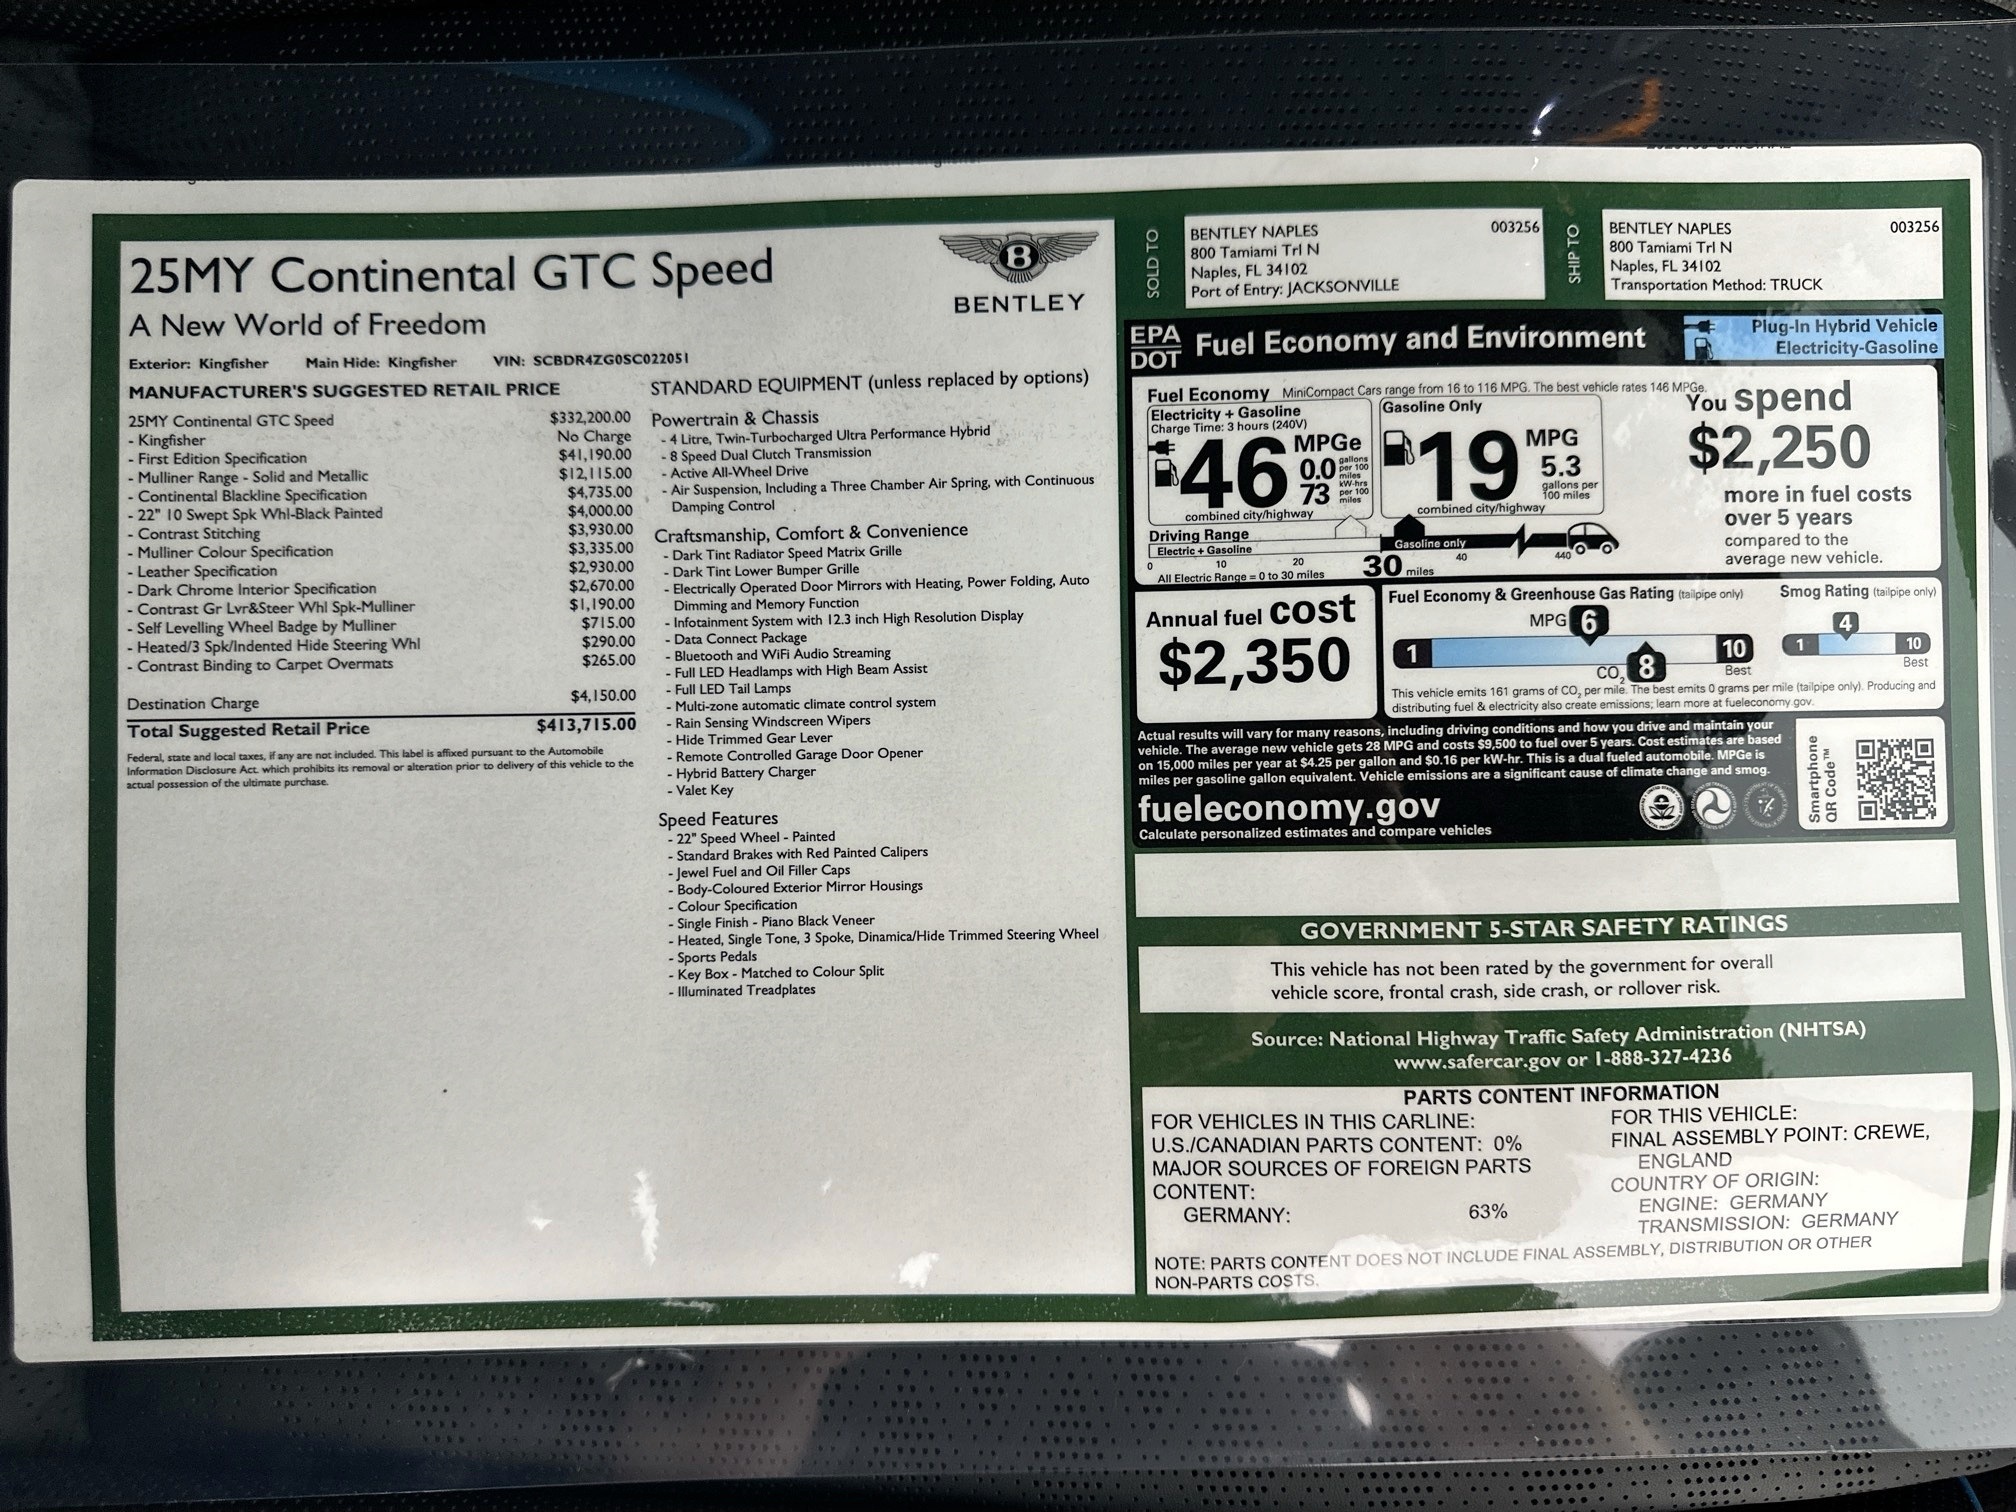 25MY Continental GTC Speed
A New World of Freedom
BENTLEY
Exterior: Kingfisher Main Hide: Kingfisher VIN: SCBDR4ZG0SC022051
MANUFACTURER'S SUGGESTED RETAIL PRICE
25MY Continental GTC Speed $332,200.00
- Kingfisher No Charge
- First Edition Specification $41,190.00
- Mulliner Range - Solid and Metallic $12,115.00
- Continental Blackline Specification $4,735.00
- 22" 10 Swept Spk Whl-Black Painted $4,000.00
- Contrast Stitching $3,930.00
- Mulliner Colour Specification $3,335.00
- Leather Specification $2,930.00
- Dark Chrome Interior Specification $2,670.00
- Contrast Gr Lvr&Steer Whl Spk-Mulliner $1,190.00
- Self Levelling Wheel Badge by Mulliner $715.00
- Heated/3 Spk/Indented Hide Steering Whl $290.00
- Contrast Binding to Carpet Overmats $265.00
Destination Charge $4,150.00
Total Suggested Retail Price $413,715.00
Federal, state and local taxes, if any are not included. This label is affixed pursuant to the Automobile
Information Disclosure Act. which prohibits its removal or alteration prior to delivery of this vehicle to the
actual possession of the ultimate purchase.
STANDARD EQUIPMENT (unless replaced by options)
Powertrain & Chassis
- 4 Litre, Twin-Turbocharged Ultra Performance Hybrid
- 8 Speed Dual Clutch Transmission
- Active All-Wheel Drive
- Air Suspension, Including a Three Chamber Air Spring, with Continuous
Damping Control
Craftsmanship, Comfort & Convenience
- Dark Tint Radiator Speed Matrix Grille
- Dark Tint Lower Bumper Grille
- Electrically Operated Door Mirrors with Heating, Power Folding, Auto
Dimming and Memory Function
- Infotainment System with 12.3 inch High Resolution Display
- Data Connect Package
- Bluetooth and WiFi Audio Streaming
- Full LED Headlamps with High Beam Assist
- Full LED Tail Lamps
- Multi-zone automatic climate control system
- Rain Sensing Windscreen Wipers
- Hide Trimmed Gear Lever
- Remote Controlled Garage Door Opener
- Hybrid Battery Charger
- Valet Key
Speed Features
- 22" Speed Wheel - Painted
- Standard Brakes with Red Painted Calipers
- Jewel Fuel and Oil Filler Caps
- Body-Coloured Exterior Mirror Housings
- Colour Specification
- Single Finish - Piano Black Veneer
- Heated, Single Tone, 3 Spoke, Dinamica/Hide Trimmed Steering Wheel
- Sports Pedals
- Key Box - Matched to Colour Split
- Illuminated Treadplates
SOLD TO
BENTLEY NAPLES 003256
800 Tamiami Trl N
Naples, FL 34102
Port of Entry: JACKSONVILLE
SHIP TO
BENTLEY NAPLES 003256
800 Tamiami Trl N
Naples, FL 34102
Transportation Method: TRUCK
EPA
DOT
Fuel Economy and Environment
Plug-In Hybrid Vehicle
Electricity-Gasoline
Fuel Economy MiniCompact Cars range from 16 to 116 MPG. The best vehicle rates 146 MPGe.
Electricity + Gasoline
Charge Time: 3 hours (240V)
46 MPGe
0.0 gallons per 100 miles
73 kW-hrs per 100 miles
combined city/highway
Gasoline Only
19 MPG
5.3
gallons per
100 miles
combined city/highway
Driving Range
Electric + Gasoline
Gasoline only
0 10 20 30 miles 40 440
All Electric Range = 0 to 30 miles
You spend
$2,250
more in fuel costs
over 5 years
compared to the
average new vehicle.
Annual fuel cost
$2,350
Fuel Economy & Greenhouse Gas Rating (tailpipe only)
MPG 6
1 10
Best
CO2 8
Smog Rating (tailpipe only)
4
1 10
Best
This vehicle emits 161 grams of CO2 per mile. The best emits 0 grams per mile (tailpipe only). Producing and
distributing fuel & electricity also create emissions; learn more at fueleconomy.gov.
Actual results will vary for many reasons, including driving conditions and how you drive and maintain your
vehicle. The average new vehicle gets 28 MPG and costs $9,500 to fuel over 5 years. Cost estimates are based
on 15,000 miles per year at $4.25 per gallon and $0.16 per kW-hr. This is a dual fueled automobile. MPGe is
miles per gasoline gallon equivalent. Vehicle emissions are a significant cause of climate change and smog.
fueleconomy.gov
Calculate personalized estimates and compare vehicles
Smartphone
QR Code™
GOVERNMENT 5-STAR SAFETY RATINGS
This vehicle has not been rated by the government for overall
vehicle score, frontal crash, side crash, or rollover risk.
Source: National Highway Traffic Safety Administration (NHTSA)
www.safercar.gov or 1-888-327-4236
PARTS CONTENT INFORMATION
FOR VEHICLES IN THIS CARLINE:
U.S./CANADIAN PARTS CONTENT: 0%
MAJOR SOURCES OF FOREIGN PARTS
CONTENT:
GERMANY: 63%
FOR THIS VEHICLE:
FINAL ASSEMBLY POINT: CREWE,
ENGLAND
COUNTRY OF ORIGIN:
ENGINE: GERMANY
TRANSMISSION: GERMANY
NOTE: PARTS CONTENT DOES NOT INCLUDE FINAL ASSEMBLY, DISTRIBUTION OR OTHER
NON-PARTS COSTS.